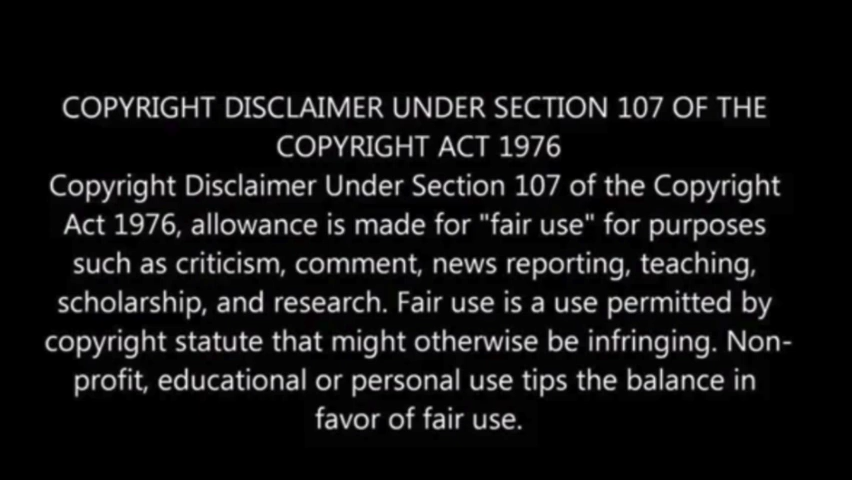 COPYRIGHT DISCLAIMER UNDER SECTION 107 OF THE
COPYRIGHT ACT 1976
Copyright Disclaimer Under Section 107 of the Copyright
Act 1976, allowance is made for "fair use" for purposes
such as criticism, comment, news reporting, teaching,
scholarship, and research. Fair use is a use permitted by
copyright statute that might otherwise be infringing. Non-
profit, educational or personal use tips the balance in
favor of fair use.